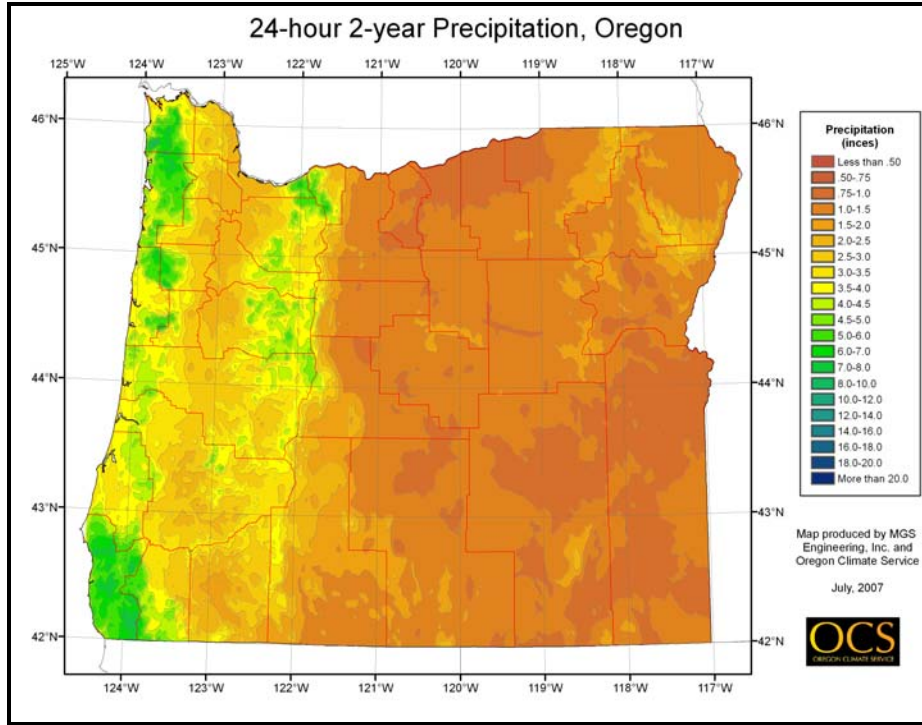 24-hour 2-year Precipitation, Oregon
125°W 124°W 123°W 122°W 121°W 120°W 119°W 118°W 117°W
46°N 46°N
45°N 45°N
44°N 44°N
43°N 43°N
42°N 42°N
124°W 123°W 122°W 121°W 120°W 119°W 118°W 117°W
Precipitation
(inces)
Less than .50
.50-.75
.75-1.0
1.0-1.5
1.5-2.0
2.0-2.5
2.5-3.0
3.0-3.5
3.5-4.0
4.0-4.5
4.5-5.0
5.0-6.0
6.0-7.0
7.0-8.0
8.0-10.0
10.0-12.0
12.0-14.0
14.0-16.0
16.0-18.0
18.0-20.0
More than 20.0
Map produced by MGS
Engineering, Inc. and
Oregon Climate Service
July, 2007
OCS
OREGON CLIMATE SERVICE